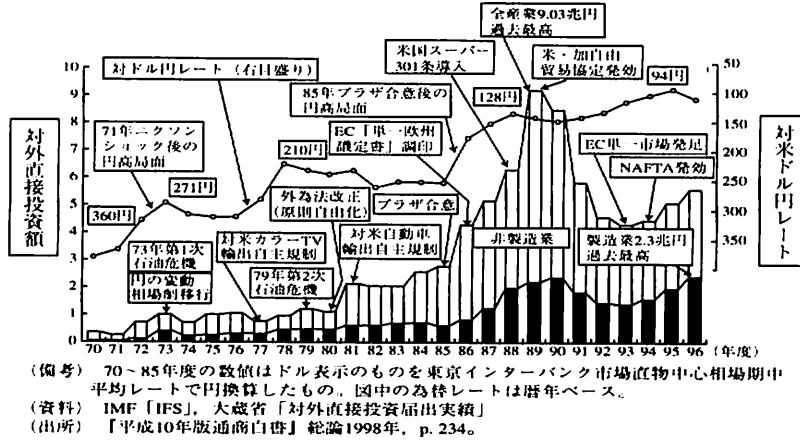 全産業9.03兆円
過去最高
米国スーパー
301条導入
米・加自由
貿易協定発効
対ドル円レート (右目盛り)
85年プラザ合意後の
円高局面
128円
94円
71年ニクソン
ショック後の
円高局面
271円
210円
EC「単一欧州
議定書」調印
EC単一市場発足
NAFTA発効
360円
外為法改正
(原則自由化)
プラザ合意
73年第1次
石油危機
円の変動
相場制移行
対米カラーTV
輸出自主規制
79年第2次
石油危機
対米自動車
輸出自主規制
非製造業
製造業2.3兆円
過去最高
対外直接投資額
対米ドル円レート
10
9
8
7
6
5
4
3
2
1
0
50
100
150
200
250
300
350
70 71 72 73 74 75 76 77 78 79 80 81 82 83 84 85 86 87 88 89 90 91 92 93 94 95 96 (年度)
(備考) 70~85年度の数値はドル表示のものを東京インターバンク市場直物中心相場期中
平均レートで円換算したもの。図中の為替レートは暦年ベース。
(資料) IMF「IFS」, 大蔵省「対外直接投資届出実績」
(出所) 『平成10年版通商白書』総論1998年, p. 234。